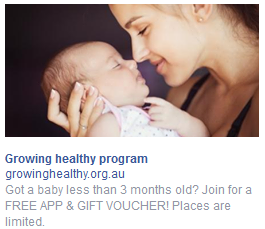 Growing healthy program
growinghealthy.org.au
Got a baby less than 3 months old? Join for a
FREE APP & GIFT VOUCHER! Places are
limited.